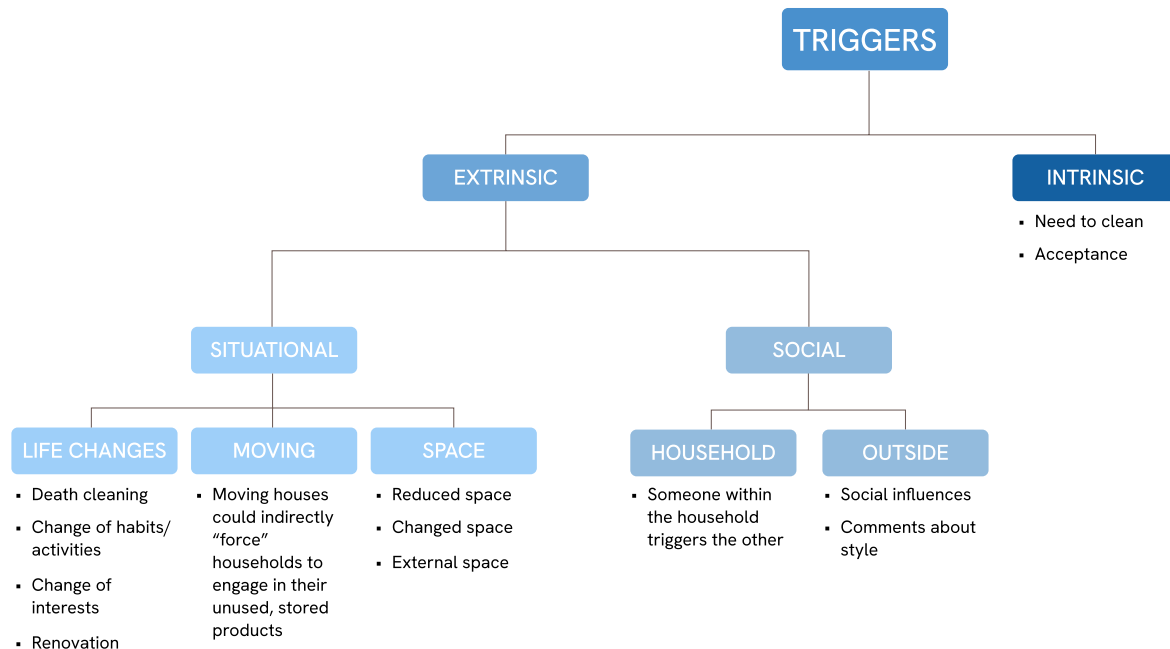 TRIGGERS
EXTRINSIC
INTRINSIC
▪ Need to clean
▪ Acceptance
SITUATIONAL
SOCIAL
LIFE CHANGES
▪ Death cleaning
▪ Change of habits/
activities
▪ Change of
interests
▪ Renovation
MOVING
▪ Moving houses
could indirectly
“force”
households to
engage in their
unused, stored
products
SPACE
▪ Reduced space
▪ Changed space
▪ External space
HOUSEHOLD
▪ Someone within
the household
triggers the other
OUTSIDE
▪ Social influences
▪ Comments about
style